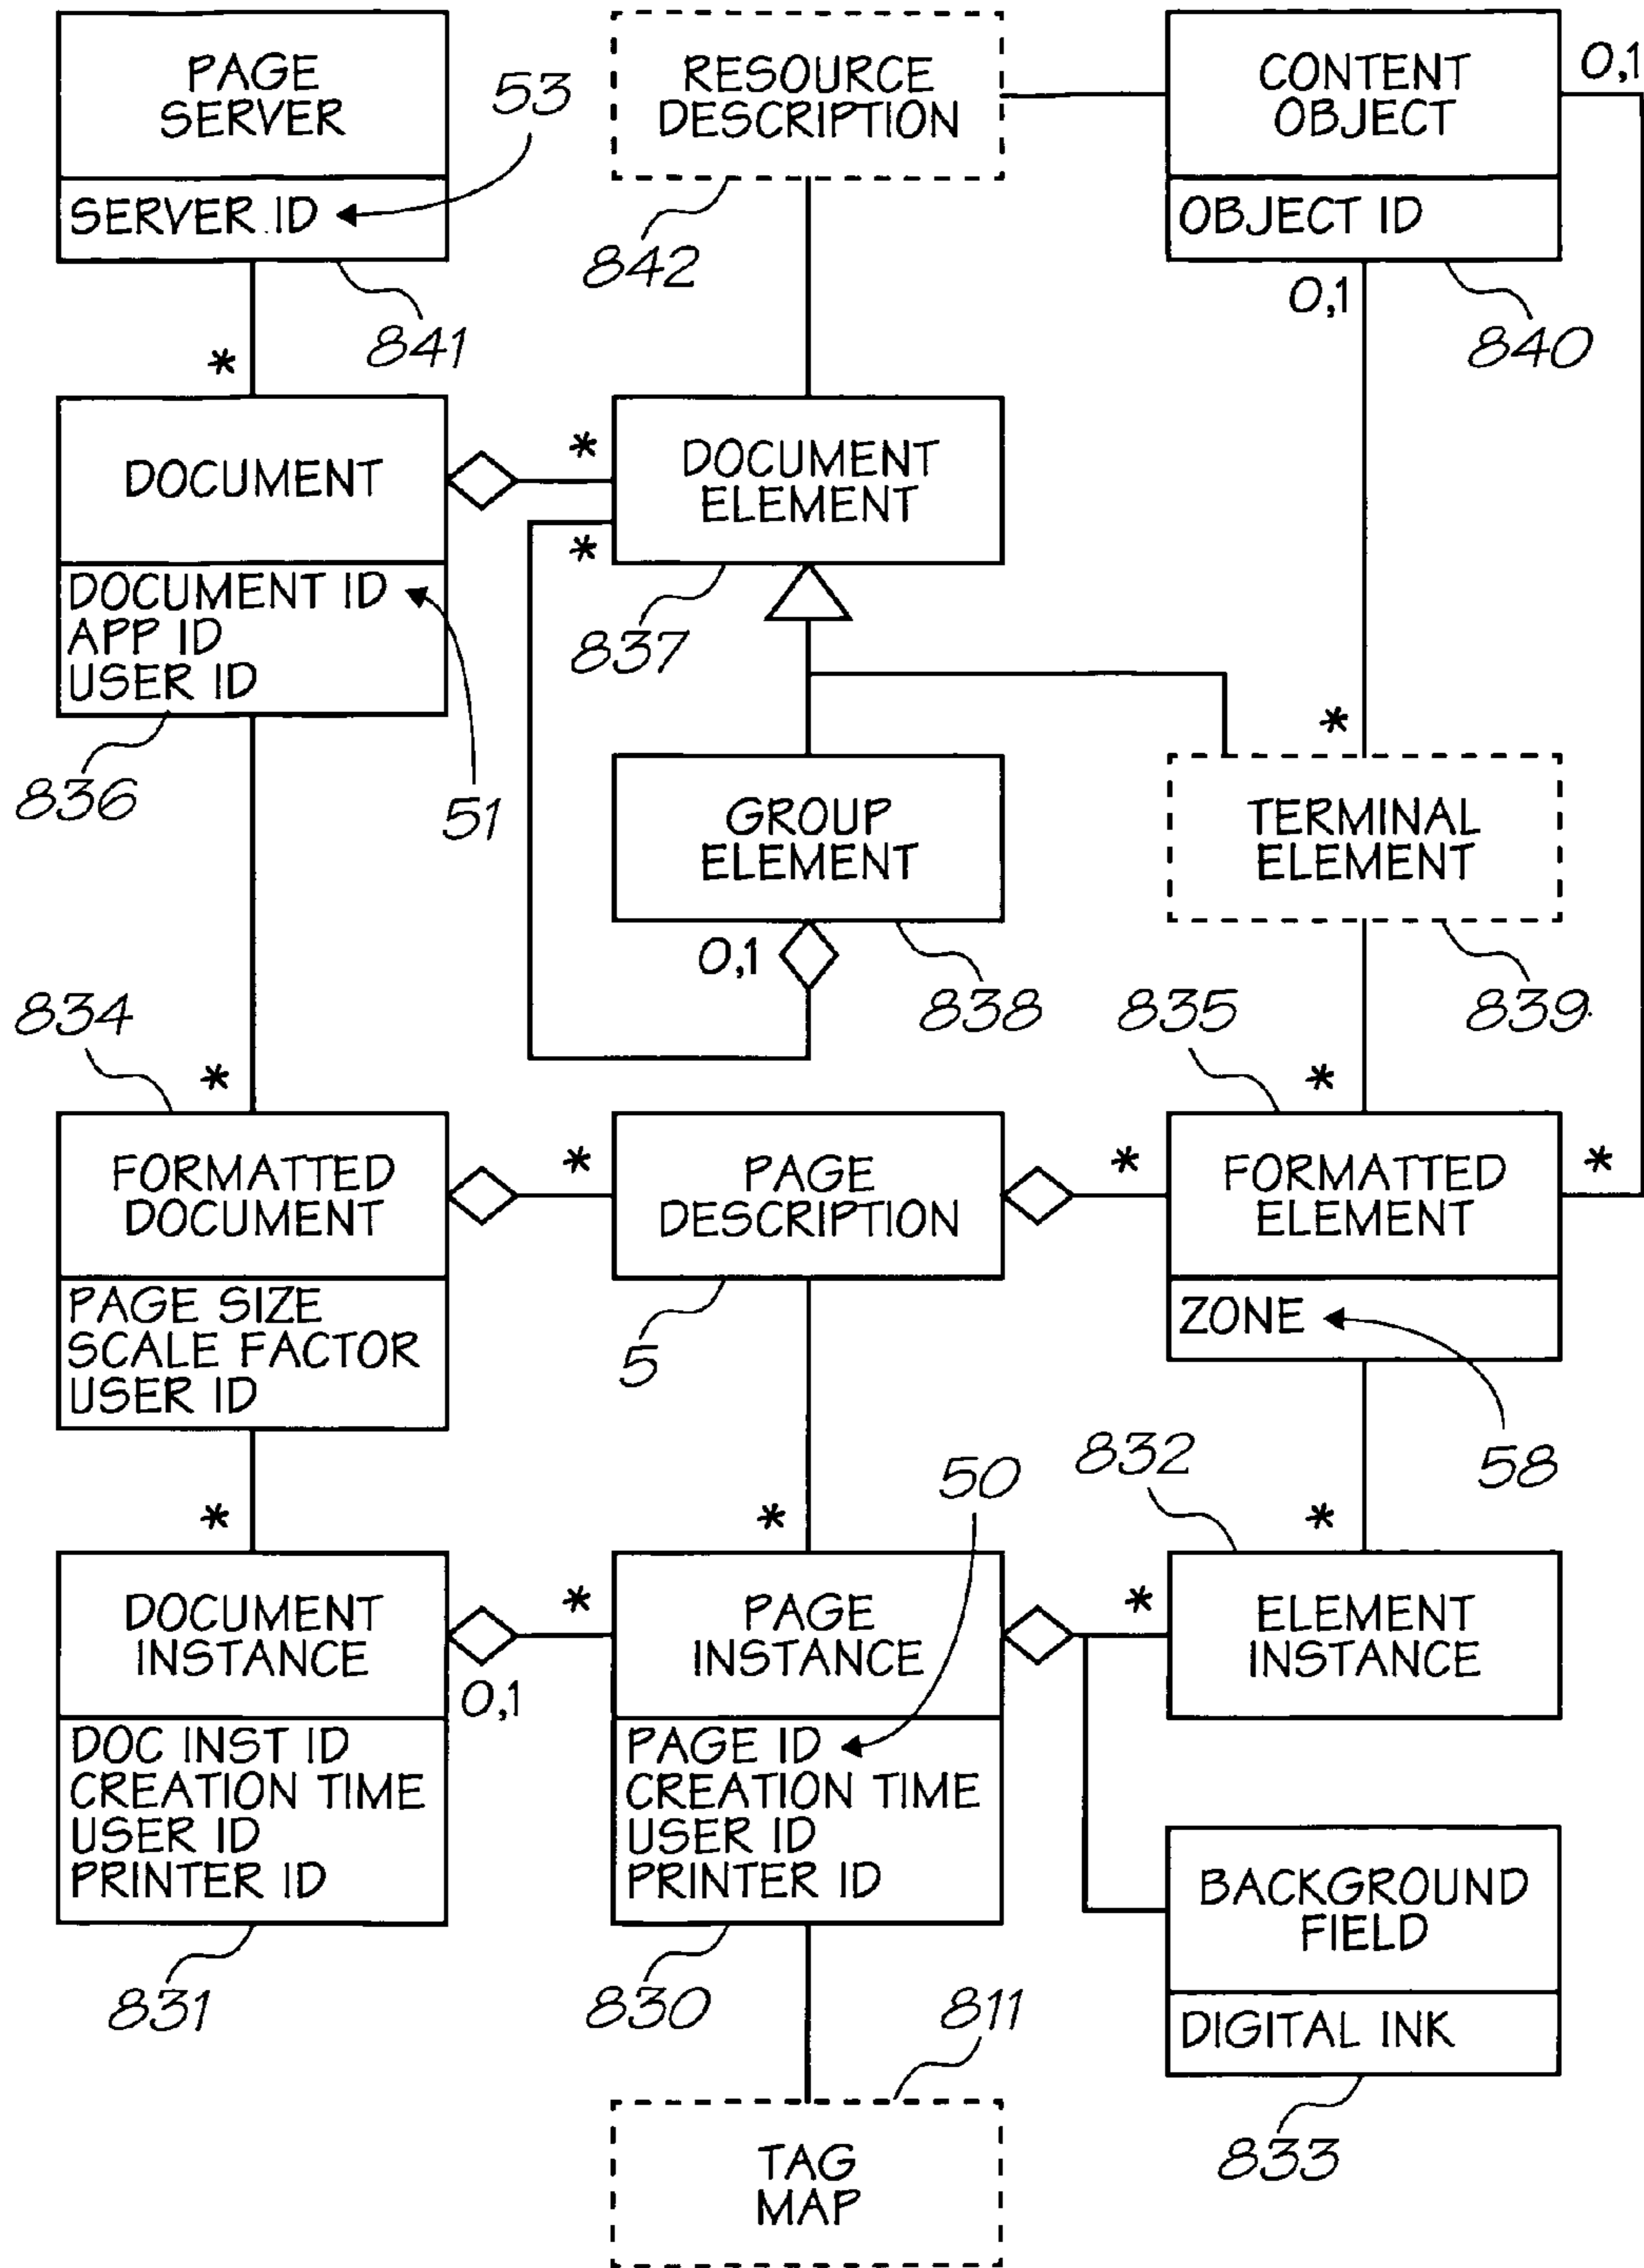 PAGE
SERVER
SERVER ID
53
841
RESOURCE
DESCRIPTION
842
CONTENT
OBJECT
OBJECT ID
0,1
0,1
840
*
DOCUMENT
DOCUMENT ID
APP ID
USER ID
836
51
*
*
DOCUMENT
ELEMENT
837
GROUP
ELEMENT
0,1
838
*
TERMINAL
ELEMENT
839
834
*
FORMATTED
DOCUMENT
PAGE SIZE
SCALE FACTOR
USER ID
*
PAGE
DESCRIPTION
5
835
*
*
FORMATTED
ELEMENT
*
ZONE
58
*
DOCUMENT
INSTANCE
0,1
DOC INST ID
CREATION TIME
USER ID
PRINTER ID
831
*
*
50
PAGE
INSTANCE
PAGE ID
CREATION TIME
USER ID
PRINTER ID
830
832
*
*
ELEMENT
INSTANCE
BACKGROUND
FIELD
DIGITAL INK
833
811
TAG
MAP